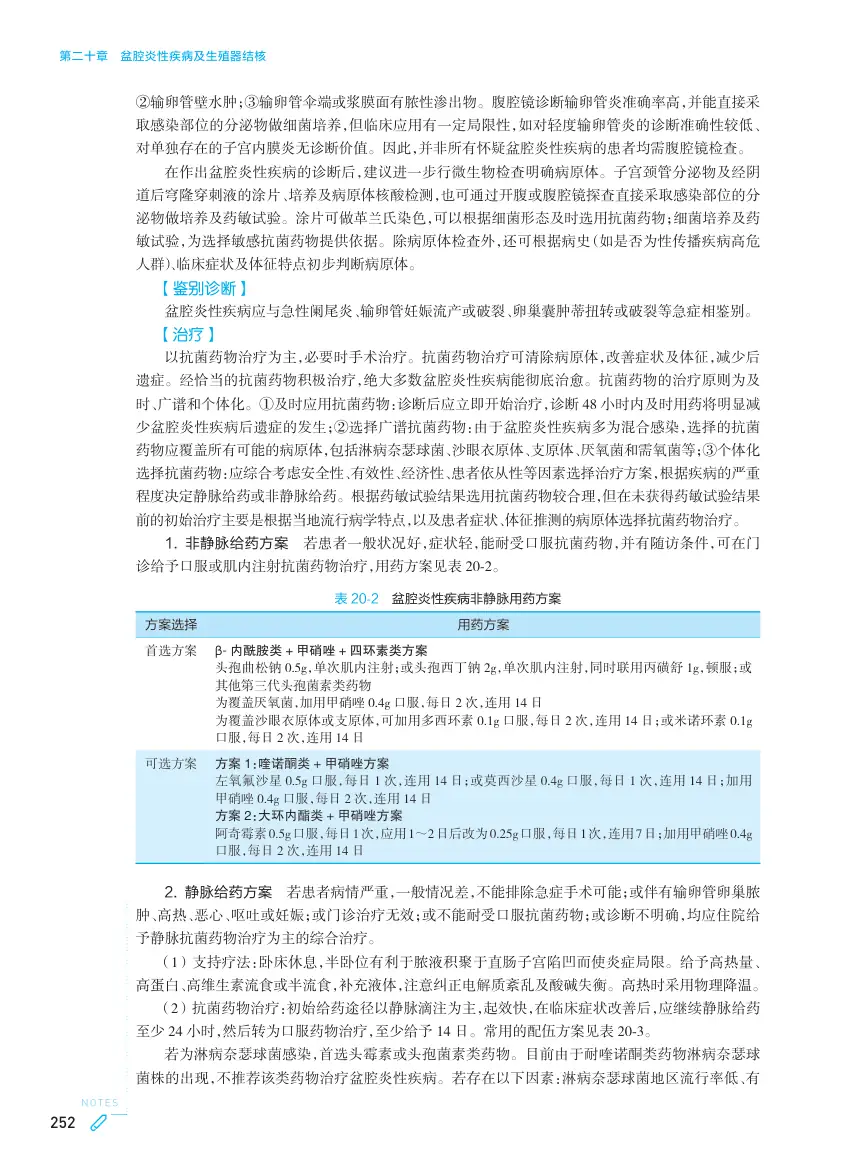 第二十章 盆腔炎性疾病及生殖器结核
②输卵管壁水肿；③输卵管伞端或浆膜面有脓性渗出物。腹腔镜诊断输卵管炎准确率高，并能直接采
取感染部位的分泌物做细菌培养，但临床应用有一定局限性，如对轻度输卵管炎的诊断准确性较低、
对单独存在的子宫内膜炎无诊断价值。因此，并非所有怀疑盆腔炎性疾病的患者均需腹腔镜检查。
在作出盆腔炎性疾病的诊断后，建议进一步行微生物检查明确病原体。子宫颈管分泌物及经阴
道后穹隆穿刺液的涂片、培养及病原体核酸检测，也可通过开腹或腹腔镜探查直接采取感染部位的分
泌物做培养及药敏试验。涂片可做革兰氏染色，可以根据细菌形态及时选用抗菌药物；细菌培养及药
敏试验，为选择敏感抗菌药物提供依据。除病原体检查外，还可根据病史（如是否为性传播疾病高危
人群）、临床症状及体征特点初步判断病原体。
【鉴别诊断】
盆腔炎性疾病应与急性阑尾炎、输卵管妊娠流产或破裂、卵巢囊肿蒂扭转或破裂等急症相鉴别。
【治疗】
以抗菌药物治疗为主，必要时手术治疗。抗菌药物治疗可清除病原体，改善症状及体征，减少后
遗症。经恰当的抗菌药物积极治疗，绝大多数盆腔炎性疾病能彻底治愈。抗菌药物的治疗原则为及
时、广谱和个体化。①及时应用抗菌药物：诊断后应立即开始治疗，诊断 48 小时内及时用药将明显减
少盆腔炎性疾病后遗症的发生；②选择广谱抗菌药物：由于盆腔炎性疾病多为混合感染，选择的抗菌
药物应覆盖所有可能的病原体，包括淋病奈瑟球菌、沙眼衣原体、支原体、厌氧菌和需氧菌等；③个体化
选择抗菌药物：应综合考虑安全性、有效性、经济性、患者依从性等因素选择治疗方案，根据疾病的严重
程度决定静脉给药或非静脉给药。根据药敏试验结果选用抗菌药物较合理，但在未获得药敏试验结果
前的初始治疗主要是根据当地流行病学特点，以及患者症状、体征推测的病原体选择抗菌药物治疗。
1. 非静脉给药方案 若患者一般状况好，症状轻，能耐受口服抗菌药物，并有随访条件，可在门
诊给予口服或肌内注射抗菌药物治疗，用药方案见表 20-2。
表 20-2 盆腔炎性疾病非静脉用药方案
方案选择 用药方案
首选方案 β- 内酰胺类 + 甲硝唑 + 四环素类方案
头孢曲松钠 0.5g，单次肌内注射；或头孢西丁钠 2g，单次肌内注射，同时联用丙磺舒 1g，顿服；或
其他第三代头孢菌素类药物
为覆盖厌氧菌，加用甲硝唑 0.4g 口服，每日 2 次，连用 14 日
为覆盖沙眼衣原体或支原体，可加用多西环素 0.1g 口服，每日 2 次，连用 14 日；或米诺环素 0.1g
口服，每日 2 次，连用 14 日
可选方案 方案 1：喹诺酮类 + 甲硝唑方案
左氧氟沙星 0.5g 口服，每日 1 次，连用 14 日；或莫西沙星 0.4g 口服，每日 1 次，连用 14 日；加用
甲硝唑 0.4g 口服，每日 2 次，连用 14 日
方案 2：大环内酯类 + 甲硝唑方案
阿奇霉素 0.5g 口服，每日 1 次，应用 1～2 日后改为 0.25g 口服，每日 1 次，连用 7 日；加用甲硝唑 0.4g
口服，每日 2 次，连用 14 日
2. 静脉给药方案 若患者病情严重，一般情况差，不能排除急症手术可能；或伴有输卵管卵巢脓
肿、高热、恶心、呕吐或妊娠；或门诊治疗无效；或不能耐受口服抗菌药物；或诊断不明确，均应住院给
予静脉抗菌药物治疗为主的综合治疗。
（1）支持疗法：卧床休息，半卧位有利于脓液积聚于直肠子宫陷凹而使炎症局限。给予高热量、
高蛋白、高维生素流食或半流食，补充液体，注意纠正电解质紊乱及酸碱失衡。高热时采用物理降温。
（2）抗菌药物治疗：初始给药途径以静脉滴注为主，起效快，在临床症状改善后，应继续静脉给药
至少 24 小时，然后转为口服药物治疗，至少给予 14 日。常用的配伍方案见表 20-3。
若为淋病奈瑟球菌感染，首选头霉素或头孢菌素类药物。目前由于耐喹诺酮类药物淋病奈瑟球
菌株的出现，不推荐该类药物治疗盆腔炎性疾病。若存在以下因素：淋病奈瑟球菌地区流行率低、有
NOTES
252